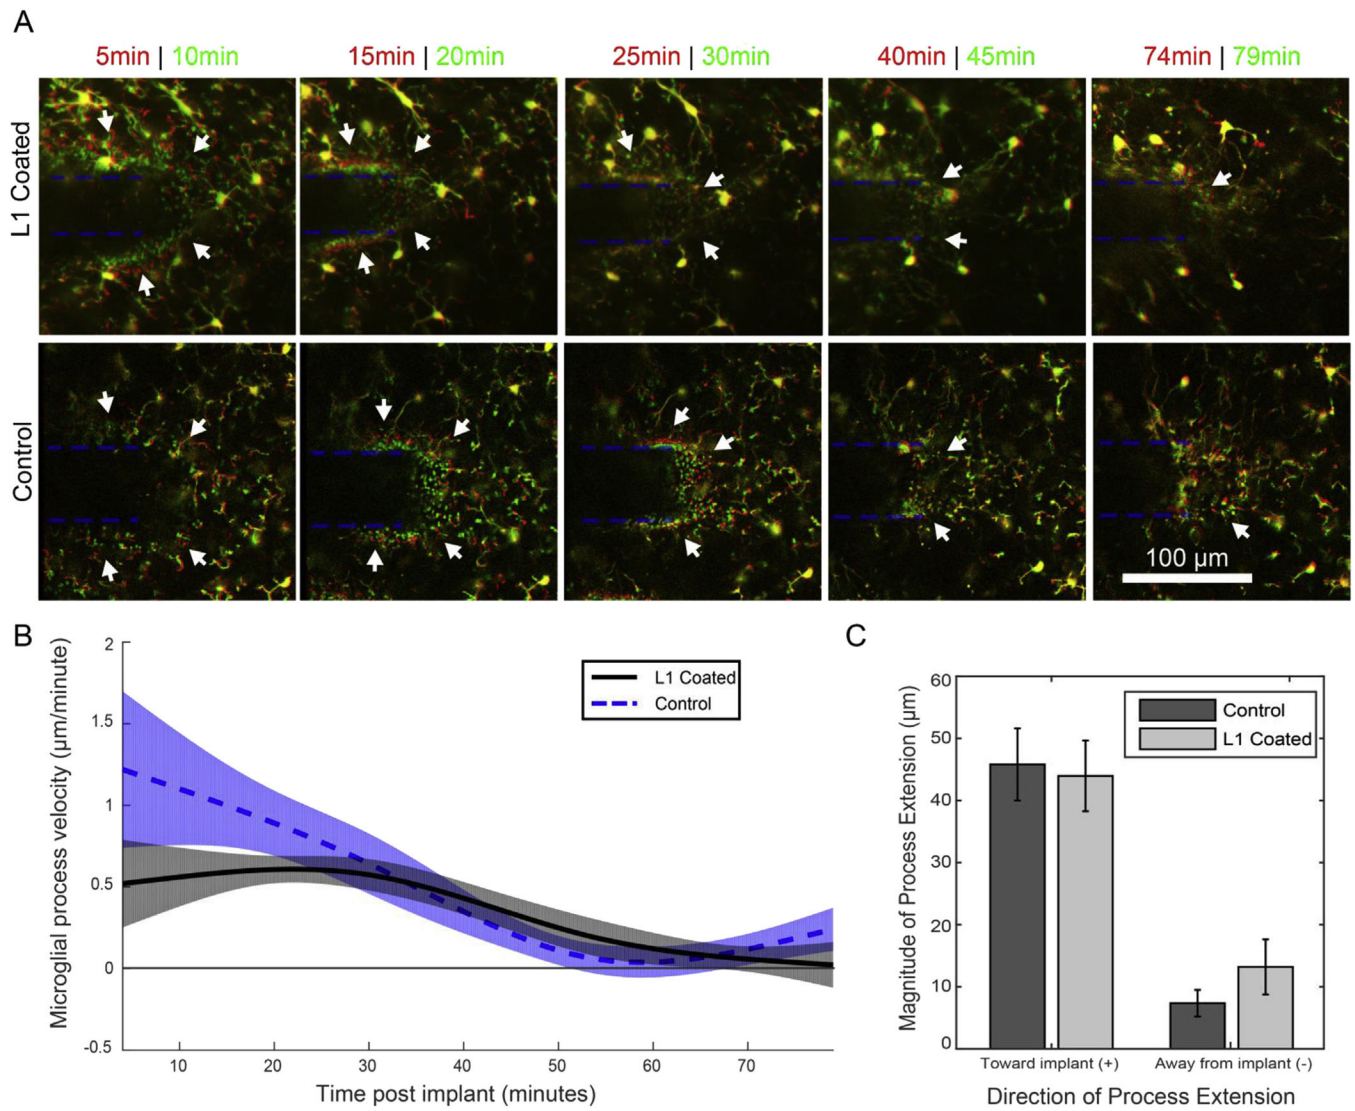 A
5min | 10min 15min | 20min 25min | 30min 40min | 45min 74min | 79min
L1 Coated
Control
100 µm
B
Microglial process velocity (µm/minute)
2
1.5
1
0.5
0
-0.5
L1 Coated
Control
10 20 30 40 50 60 70
Time post implant (minutes)
C
Magnitude of Process Extension (µm)
60
50
40
30
20
10
0
Control
L1 Coated
Toward implant (+) Away from implant (-)
Direction of Process Extension